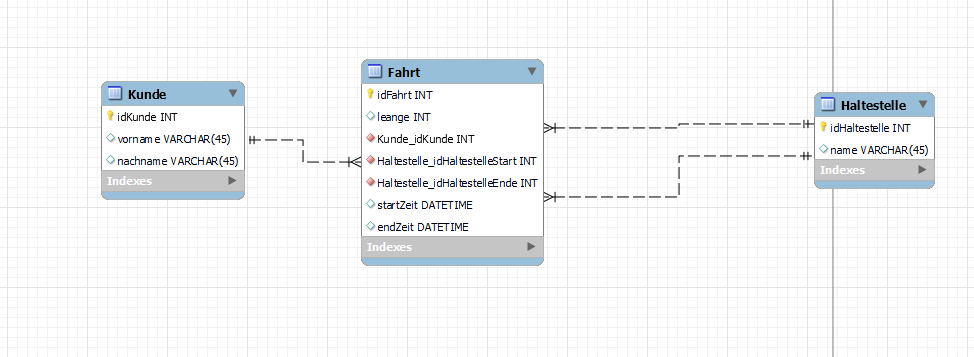 Kunde
idKunde INT
vorname VARCHAR(45)
nachname VARCHAR(45)
Indexes
Fahrt
idFahrt INT
leange INT
Kunde_idKunde INT
Haltestelle_idHaltestelleStart INT
Haltestelle_idHaltestelleEnde INT
startZeit DATETIME
endZeit DATETIME
Indexes
Haltestelle
idHaltestelle INT
name VARCHAR(45)
Indexes